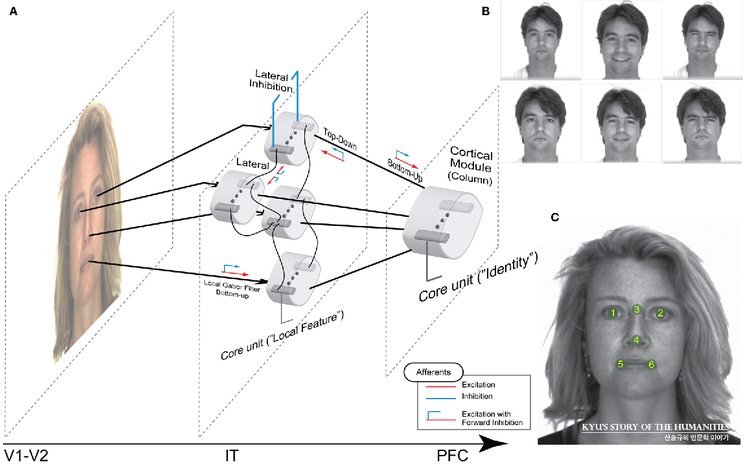 A
Lateral
Inhibition
Top-Down
Bottom-Up
Cortical
Module
(Column)
Lateral
Local Gabor Filter
Bottom-up
Core unit ("Local Feature")
Core unit ("Identity")
Afferents
Excitation
Inhibition
Excitation with
Forward Inhibition
V1-V2
IT
PFC
B
C
1
3
2
4
5
6
KYU'S STORY OF THE HUMANITIES
신승규의 인문학 이야기